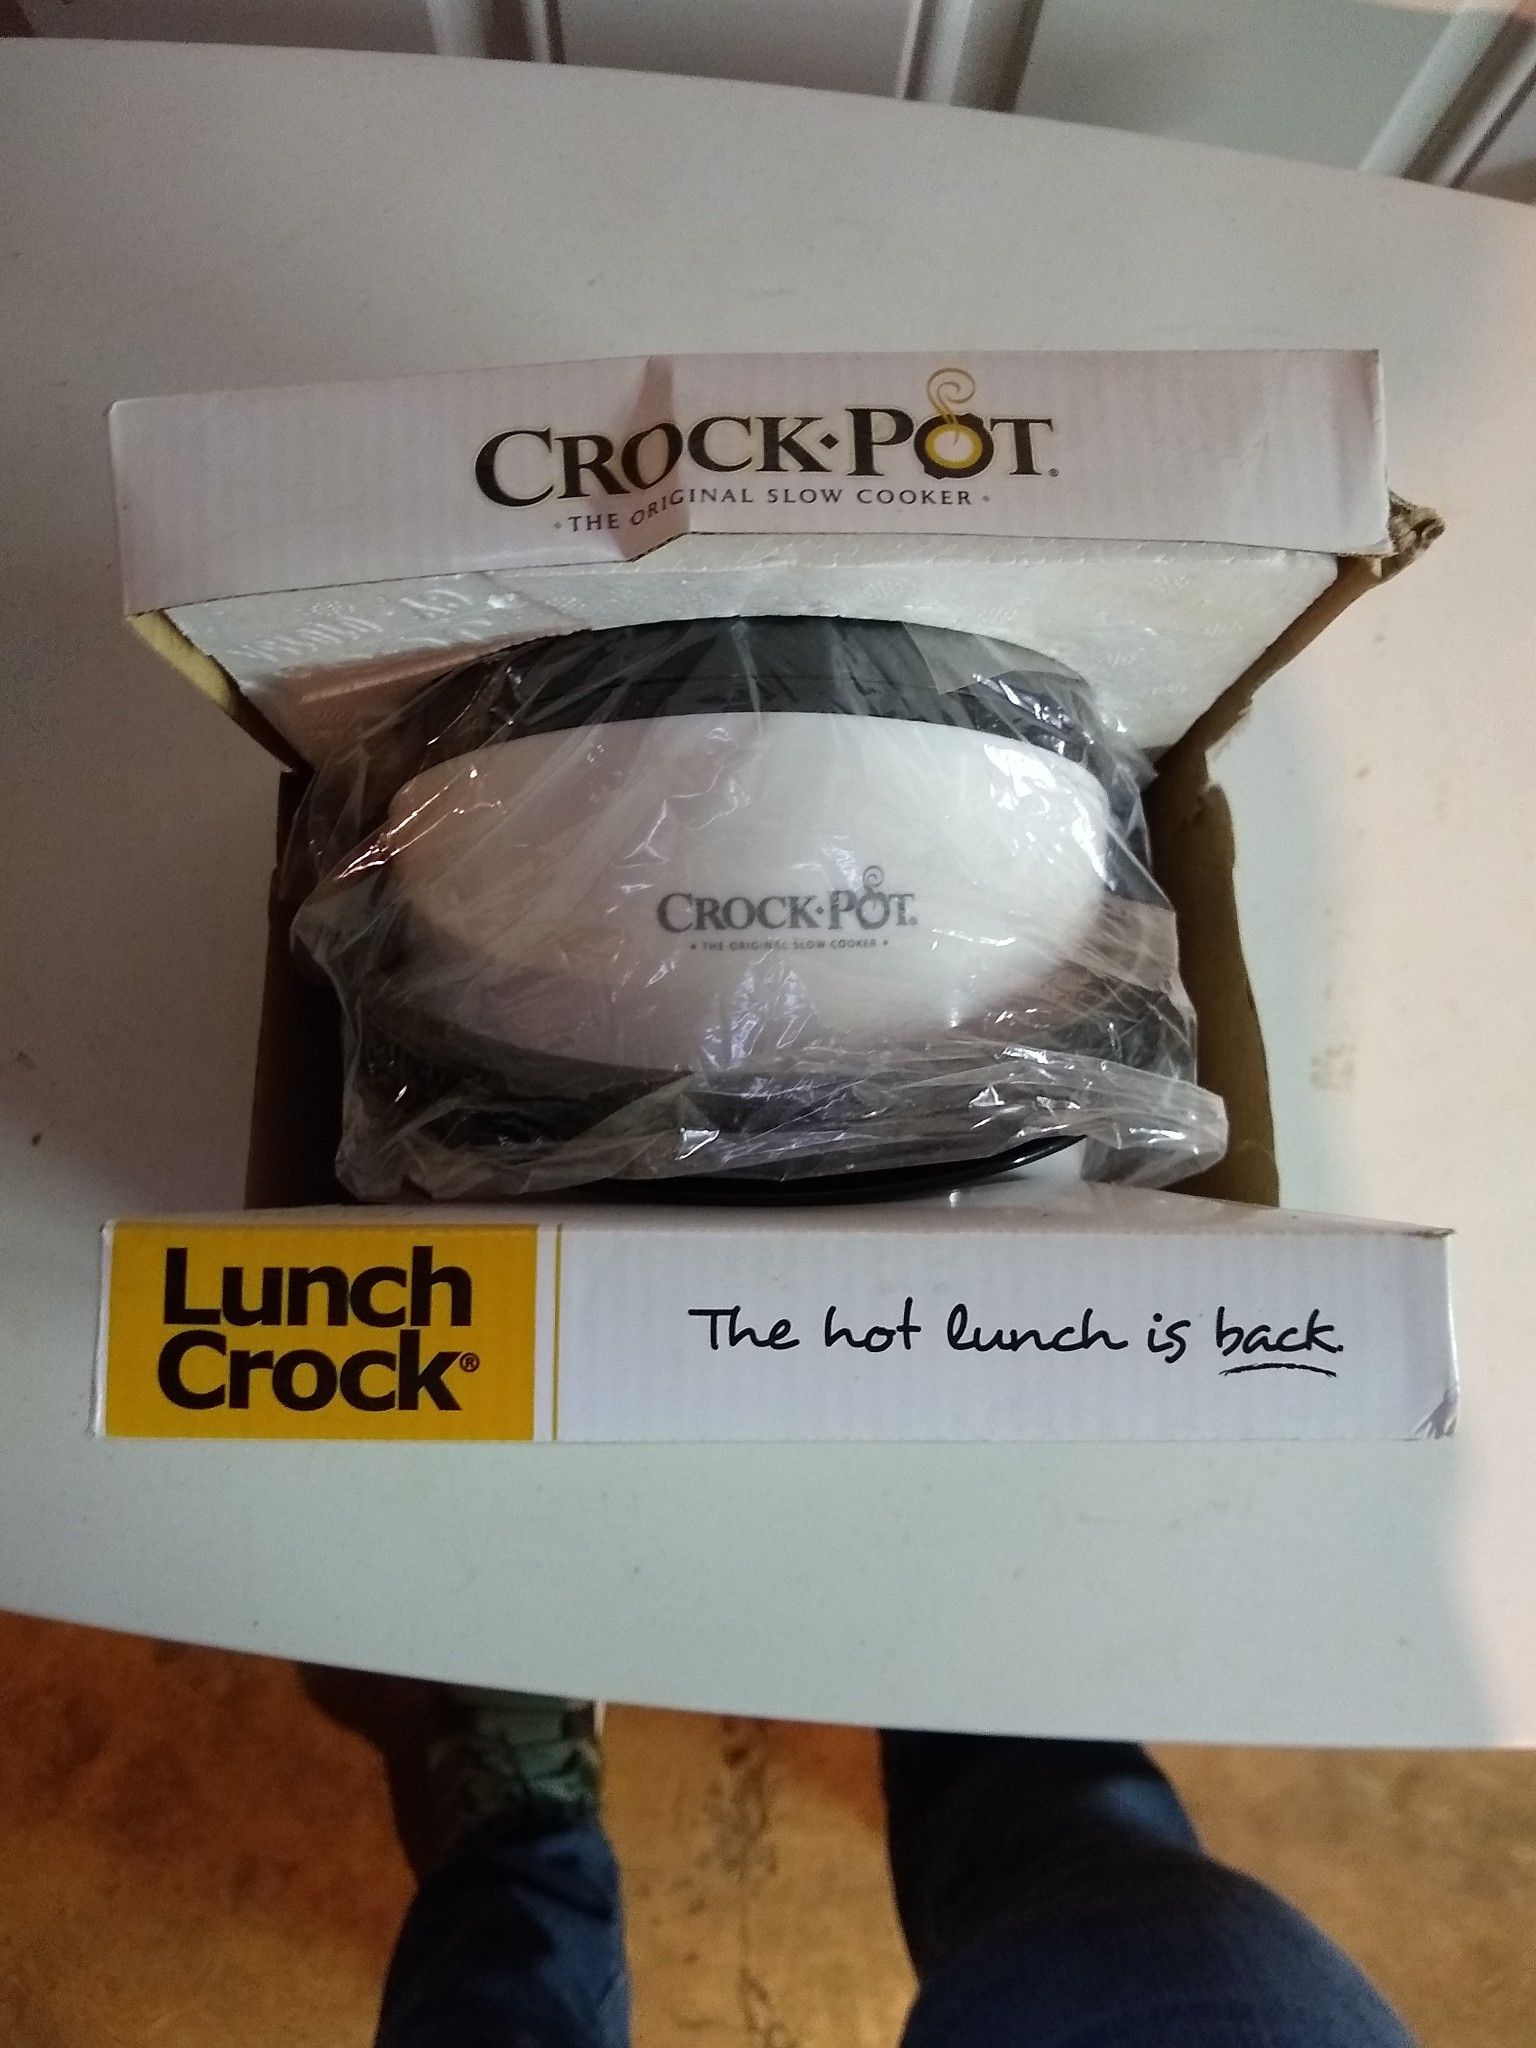 CROCK·POT®
• THE ORIGINAL SLOW COOKER •
CROCK·POT®
• THE ORIGINAL SLOW COOKER •
Lunch
Crock®
The hot lunch is back.